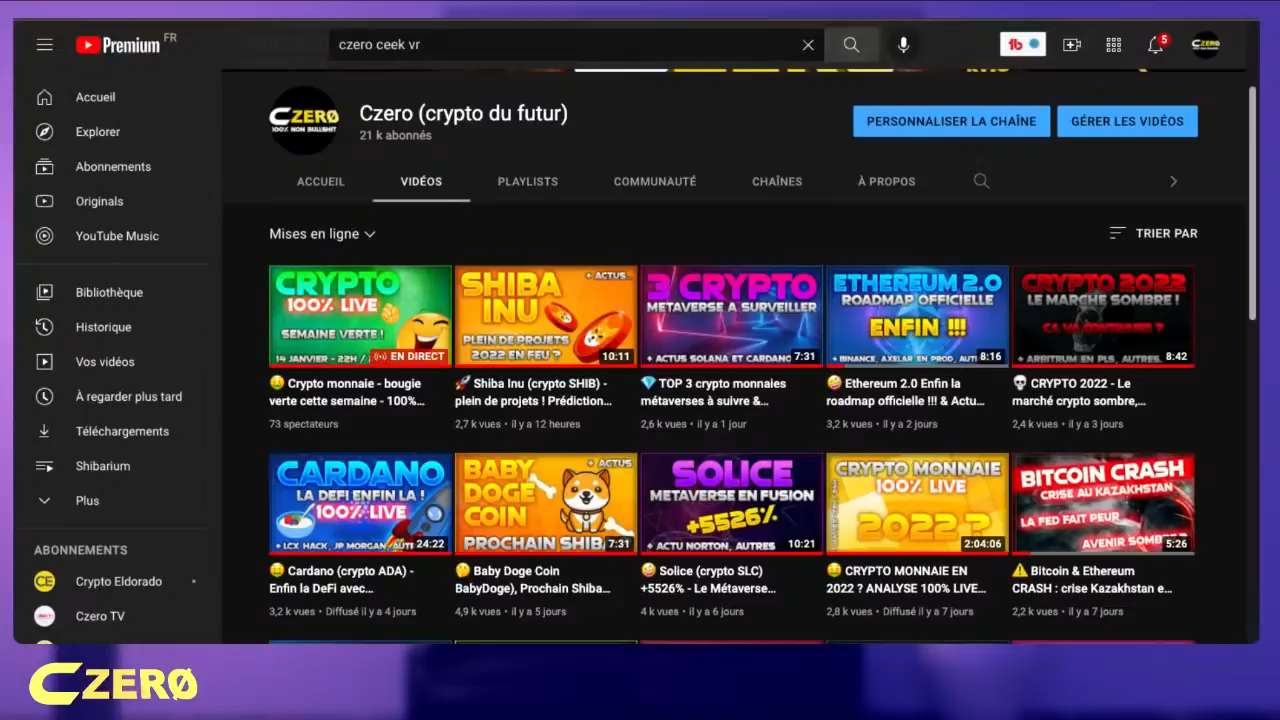 Premium FR
czero ceek vr
5
CZERØ
Accueil
Explorer
Abonnements
Originals
YouTube Music
Bibliothèque
Historique
Vos vidéos
À regarder plus tard
Téléchargements
Shibarium
Plus
ABONNEMENTS
Crypto Eldorado
Czero TV
CZERØ
100% NON BULLSHIT
Czero (crypto du futur)
21 k abonnés
PERSONNALISER LA CHAÎNE
GÉRER LES VIDÉOS
ACCUEIL
VIDÉOS
PLAYLISTS
COMMUNAUTÉ
CHAÎNES
À PROPOS
Mises en ligne
TRIER PAR
CRYPTO
100% LIVE
SEMAINE VERTE !
14 JANVIER - 22H /
EN DIRECT
🤑 Crypto monnaie - bougie
verte cette semaine - 100%...
73 spectateurs
+ ACTUS
SHIBA
INU
PLEIN DE PROJETS
2022 EN FEU ?
10:11
🚀 Shiba Inu (crypto SHIB) -
plein de projets ! Prédiction...
2,7 k vues • il y a 12 heures
3 CRYPTO
METAVERSE A SURVEILLER
+ ACTUS SOLANA ET CARDANO
7:31
💎 TOP 3 crypto monnaies
métaverses à suivre &...
2,6 k vues • il y a 1 jour
ETHEREUM 2.0
ROADMAP OFFICIELLE
ENFIN !!!
+ BINANCE, AXELAR EN PROD, AUT
8:16
🤪 Ethereum 2.0 Enfin la
roadmap officielle !!! & Actu...
3,2 k vues • il y a 2 jours
CRYPTO 2022
LE MARCHE SOMBRE !
CA VA CONTINUER ?
+ ARBITRUM EN PLS, AUTRES
8:42
💀 CRYPTO 2022 - Le
marché crypto sombre,...
2,4 k vues • il y a 3 jours
CARDANO
LA DEFI ENFIN LA !
100% LIVE
+ LCX HACK, JP MORGAN, AUT
24:22
🤑 Cardano (crypto ADA) -
Enfin la DeFi avec...
3,2 k vues • Diffusé il y a 4 jours
+ ACTUS
BABY
DOGE
COIN
PROCHAIN SHIB
7:31
🤔 Baby Doge Coin
BabyDoge), Prochain Shiba...
4,9 k vues • il y a 5 jours
SOLICE
METAVERSE EN FUSION
+5526%
+ ACTU NORTON, AUTRES
10:21
🤪 Solice (crypto SLC)
+5526% - Le Métaverse...
4 k vues • il y a 6 jours
CRYPTO MONNAIE
100% LIVE
2022 ?
2:04:06
🤑 CRYPTO MONNAIE EN
2022 ? ANALYSE 100% LIVE...
2,8 k vues • Diffusé il y a 7 jours
BITCOIN CRASH
CRISE AU KAZAKHSTAN
LA FED FAIT PEUR
AVENIR SOMBRE
5:26
⚠️ Bitcoin & Ethereum
CRASH : crise Kazakhstan e...
2,2 k vues • il y a 7 jours
CZERØ